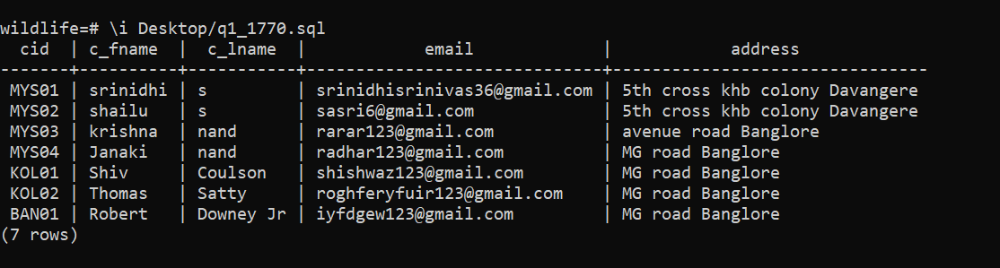 wildlife=# \i Desktop/q1_1770.sql
  cid  | c_fname  |  c_lname  |            email             |            address
-------+----------+-----------+------------------------------+--------------------------------
 MYS01 | srinidhi | s         | srinidhisrinivas36@gmail.com | 5th cross khb colony Davangere
 MYS02 | shailu   | s         | sasri6@gmail.com             | 5th cross khb colony Davangere
 MYS03 | krishna  | nand      | rarar123@gmail.com           | avenue road Banglore
 MYS04 | Janaki   | nand      | radhar123@gmail.com          | MG road Banglore
 KOL01 | Shiv     | Coulson   | shishwaz123@gmail.com        | MG road Banglore
 KOL02 | Thomas   | Satty     | roghferyfuir123@gmail.com    | MG road Banglore
 BAN01 | Robert   | Downey Jr | iyfdgew123@gmail.com         | MG road Banglore
(7 rows)